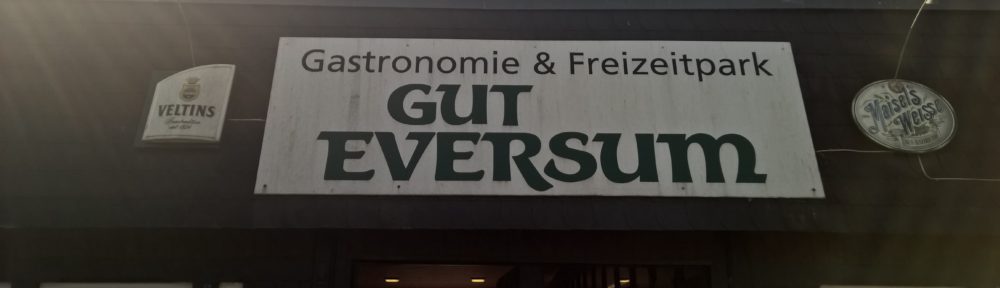 Gastronomie & Freizeitpark
GUT
EVERSUM
VELTINS
Maisel's
Weisse